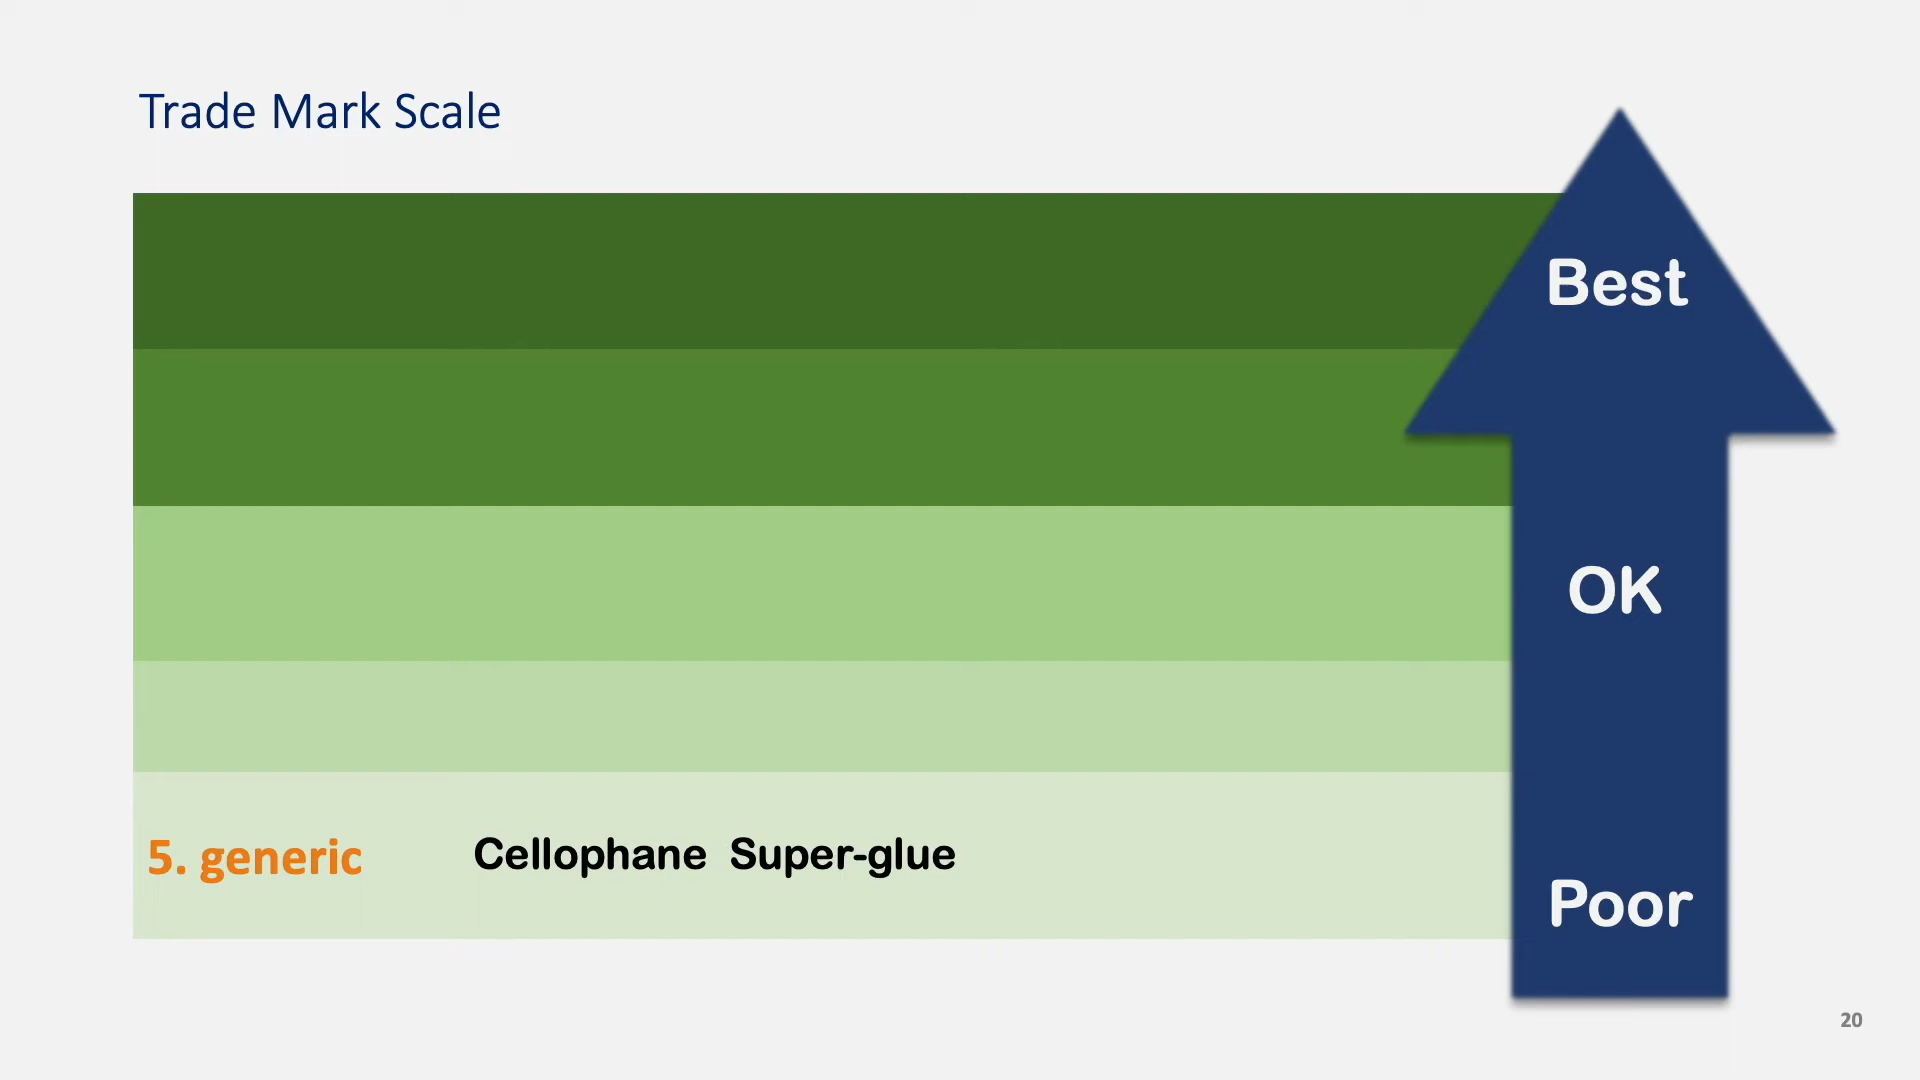 Trade Mark Scale
Best
OK
5. generic Cellophane Super-glue
Poor
20